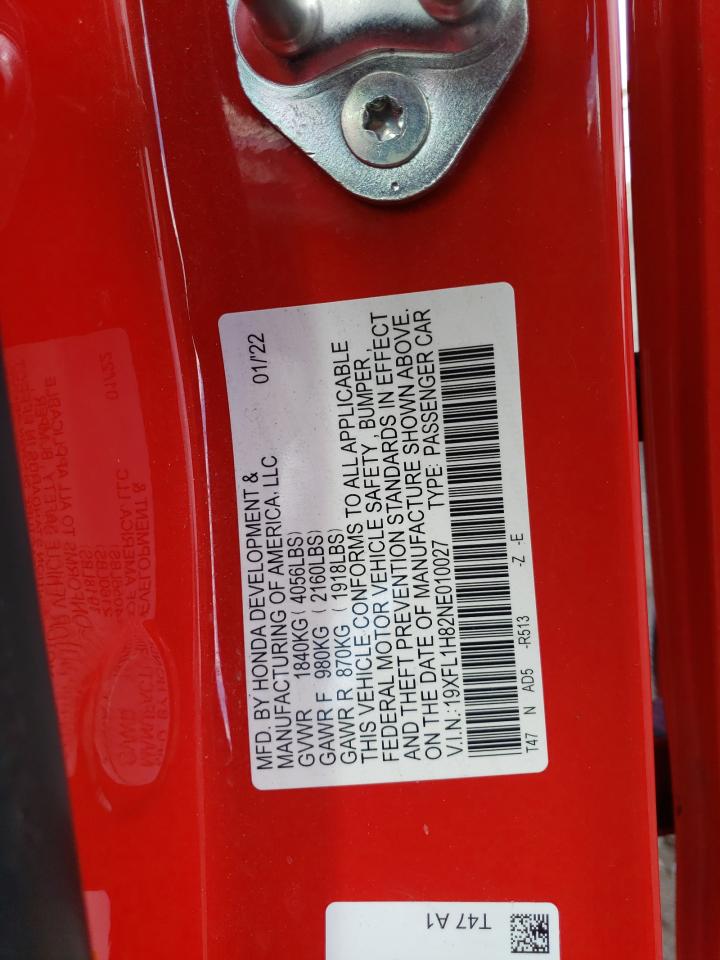 MFD. BY HONDA DEVELOPMENT &
MANUFACTURING OF AMERICA, LLC 01/'22
GVWR 1840KG ( 4056LBS)
GAWR F 980KG ( 2160LBS)
GAWR R 870KG ( 1918LBS)
THIS VEHICLE CONFORMS TO ALL APPLICABLE
FEDERAL MOTOR VEHICLE SAFETY, BUMPER,
AND THEFT PREVENTION STANDARDS IN EFFECT
ON THE DATE OF MANUFACTURE SHOWN ABOVE.
V.I.N.:19XFL1H82NE010027 TYPE: PASSENGER CAR
T47 N AD5 -R513 -Z -E
T47 A1